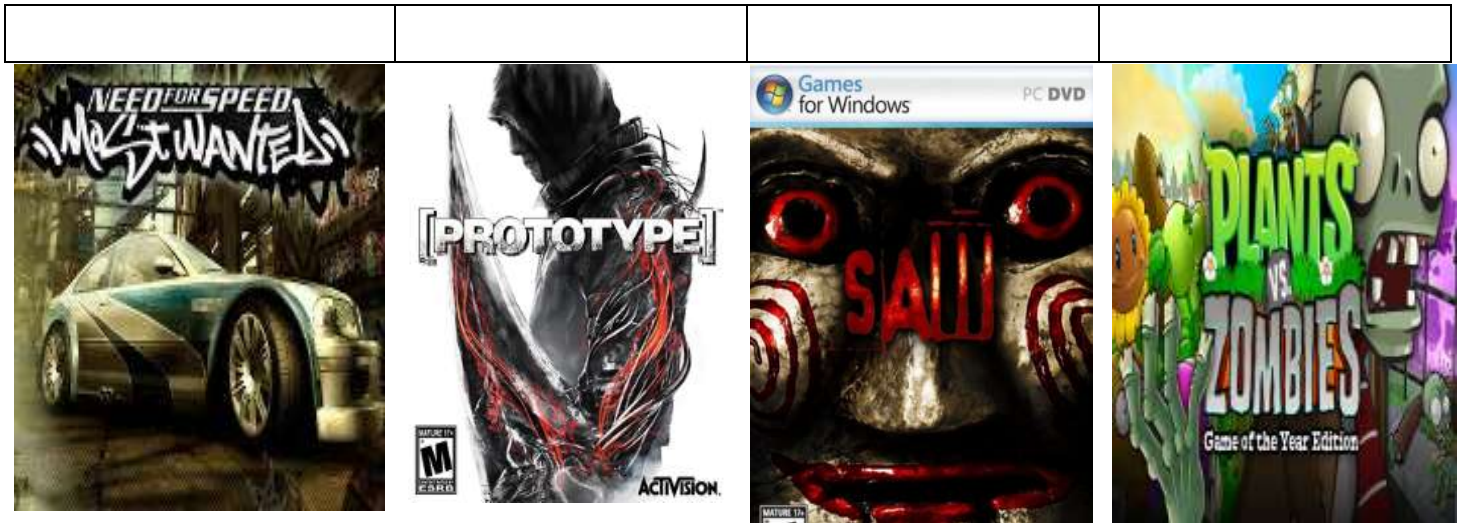 NEED FOR SPEED
MOST WANTED
[PROTOTYPE]
MATURE 17+
M
ESRB
ACTIVISION.
Games
for Windows
PC DVD
SAW
MATURE 17+
PLANTS
VS.
ZOMBIES
Game of the Year Edition